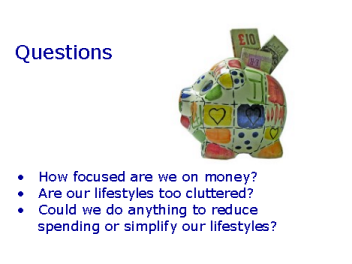 £10
Questions
• How focused are we on money?
• Are our lifestyles too cluttered?
• Could we do anything to reduce
spending or simplify our lifestyles?